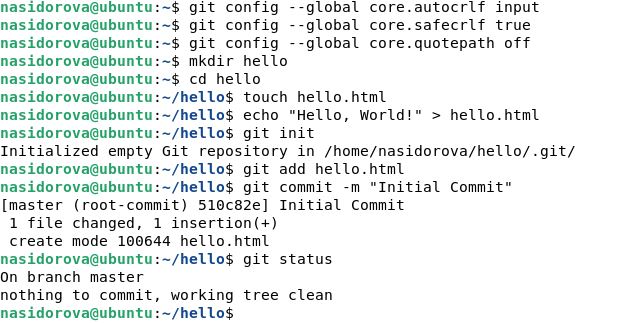 nasidorova@ubuntu:~$ git config --global core.autocrlf input
nasidorova@ubuntu:~$ git config --global core.safecrlf true
nasidorova@ubuntu:~$ git config --global core.quotepath off
nasidorova@ubuntu:~$ mkdir hello
nasidorova@ubuntu:~$ cd hello
nasidorova@ubuntu:~/hello$ touch hello.html
nasidorova@ubuntu:~/hello$ echo "Hello, World!" > hello.html
nasidorova@ubuntu:~/hello$ git init
Initialized empty Git repository in /home/nasidorova/hello/.git/
nasidorova@ubuntu:~/hello$ git add hello.html
nasidorova@ubuntu:~/hello$ git commit -m "Initial Commit"
[master (root-commit) 510c82e] Initial Commit
 1 file changed, 1 insertion(+)
 create mode 100644 hello.html
nasidorova@ubuntu:~/hello$ git status
On branch master
nothing to commit, working tree clean
nasidorova@ubuntu:~/hello$